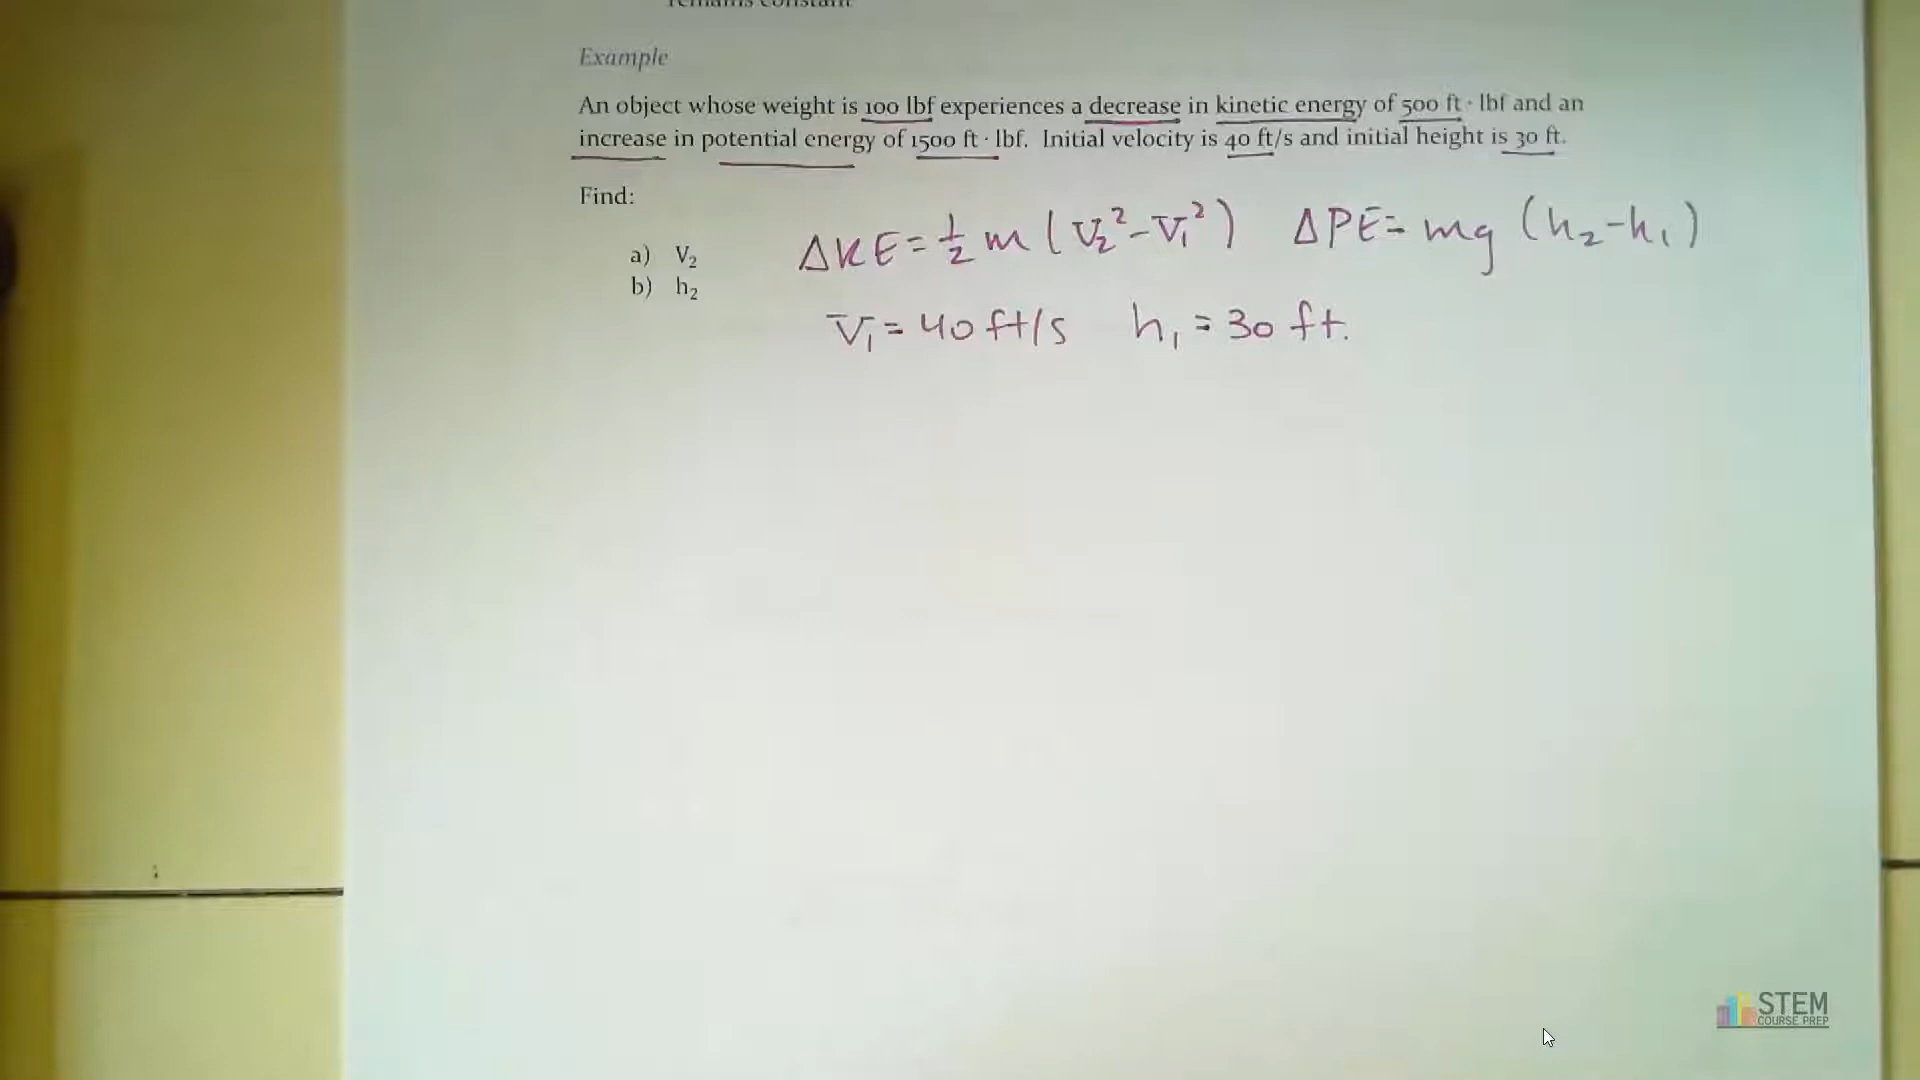 remains constant
Example
An object whose weight is 100 lbf experiences a decrease in kinetic energy of 500 ft · lbf and an
increase in potential energy of 1500 ft · lbf. Initial velocity is 40 ft/s and initial height is 30 ft.
Find:
a) V₂
b) h₂
ΔKE = ½ m (V₂² - V₁²) ΔPE = mg (h₂ - h₁)
V₁ = 40 ft/s h₁ = 30 ft.
STEM
COURSE PREP